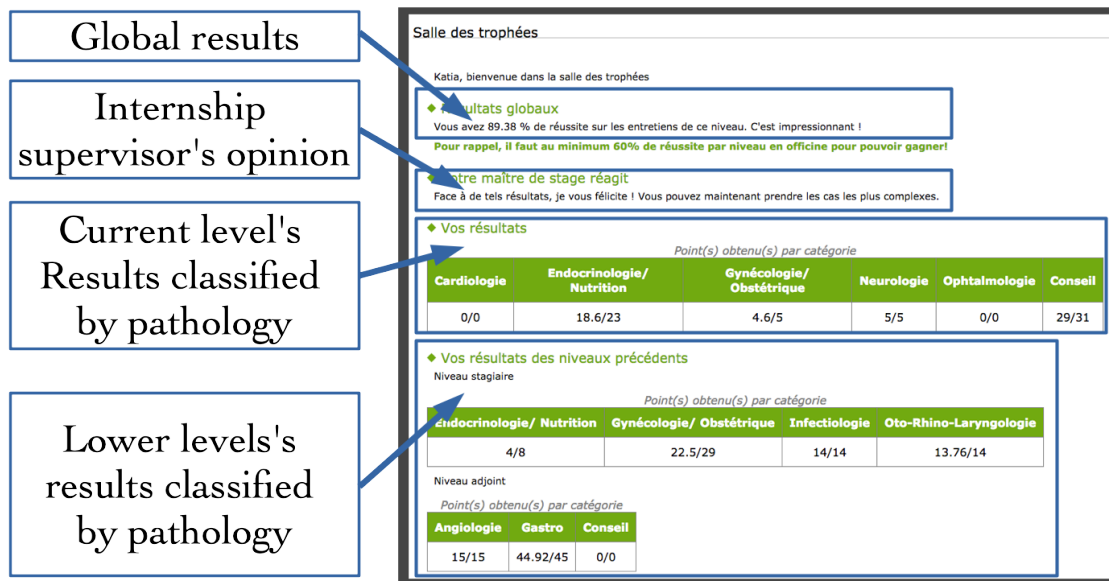 Global results
Internship
supervisor's opinion
Current level's
Results classified
by pathology
Lower levels's
results classified
by pathology
Salle des trophées
Katia, bienvenue dans la salle des trophées
Résultats globaux
Vous avez 89.38 % de réussite sur les entretiens de ce niveau. C'est impressionnant !
Pour rappel, il faut au minimum 60% de réussite par niveau en officine pour pouvoir gagner!
Votre maître de stage réagit
Face à de tels résultats, je vous félicite ! Vous pouvez maintenant prendre les cas les plus complexes.
Vos résultats
Point(s) obtenu(s) par catégorie
Cardiologie Endocrinologie/ Nutrition Gynécologie/ Obstétrique Neurologie Ophtalmologie Conseil
0/0 18.6/23 4.6/5 5/5 0/0 29/31
Vos résultats des niveaux précédents
Niveau stagiaire
Point(s) obtenu(s) par catégorie
Endocrinologie/ Nutrition Gynécologie/ Obstétrique Infectiologie Oto-Rhino-Laryngologie
4/8 22.5/29 14/14 13.76/14
Niveau adjoint
Point(s) obtenu(s) par catégorie
Angiologie Gastro Conseil
15/15 44.92/45 0/0